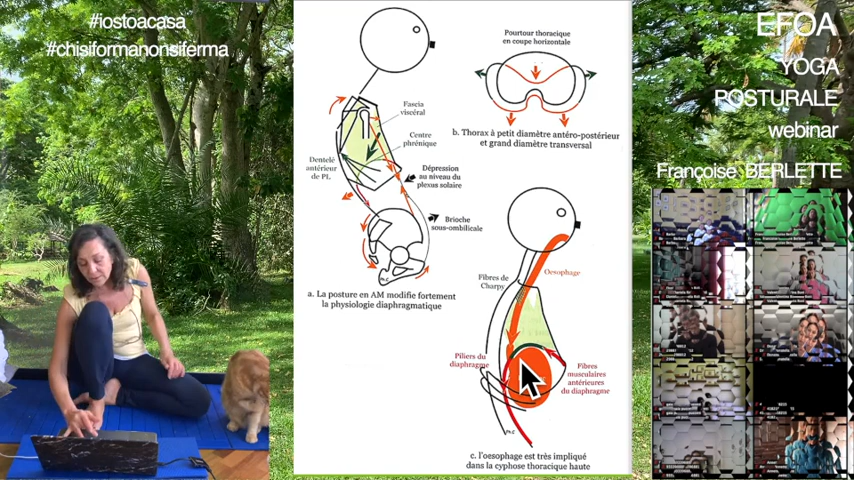 #iostoacasa
#chisiformanonsiferma
EFOA
YOGA
POSTURALE
webinar
Françoise BERLETTE
Fascia
viscéral
Centre
phrénique
Dentelé
antérieur
de PL
Dépression
au niveau du
plexus solaire
Brioche
sous-ombilicale
a. La posture en AM modifie fortement
la physiologie diaphragmatique
Pourtour thoracique
en coupe horizontale
b. Thorax à petit diamètre antéro-postérieur
et grand diamètre transversal
Oesophage
Fibres de
Charpy
Piliers du
diaphragme
Fibres
musculaires
antérieures
du diaphragme
c. l'oesophage est très impliqué
dans la cyphose thoracique haute